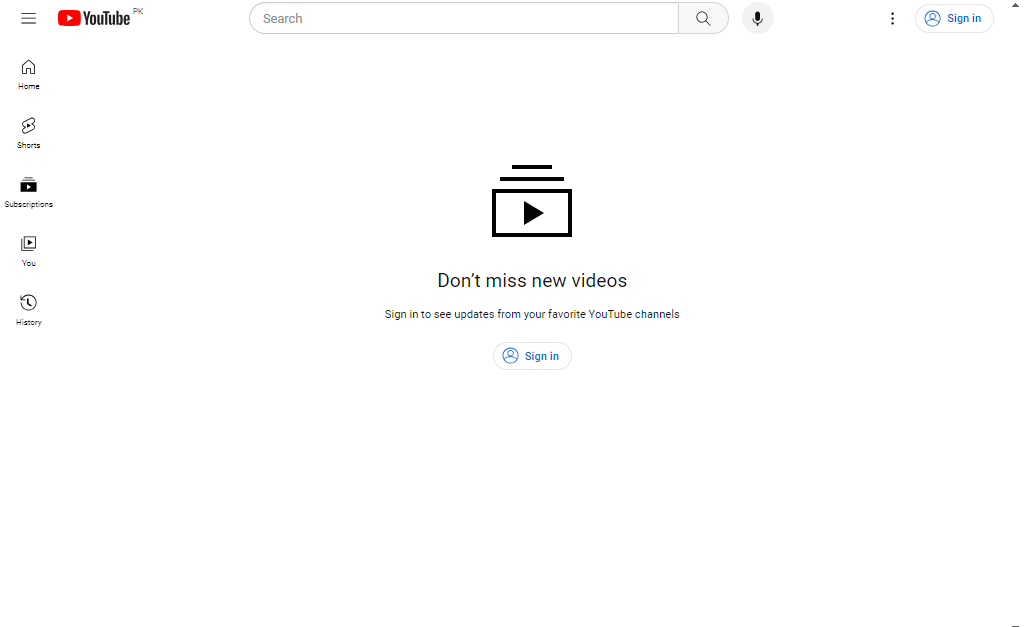 YouTube PK
Search
Sign in
Home
Shorts
Subscriptions
You
History
Don’t miss new videos
Sign in to see updates from your favorite YouTube channels
Sign in